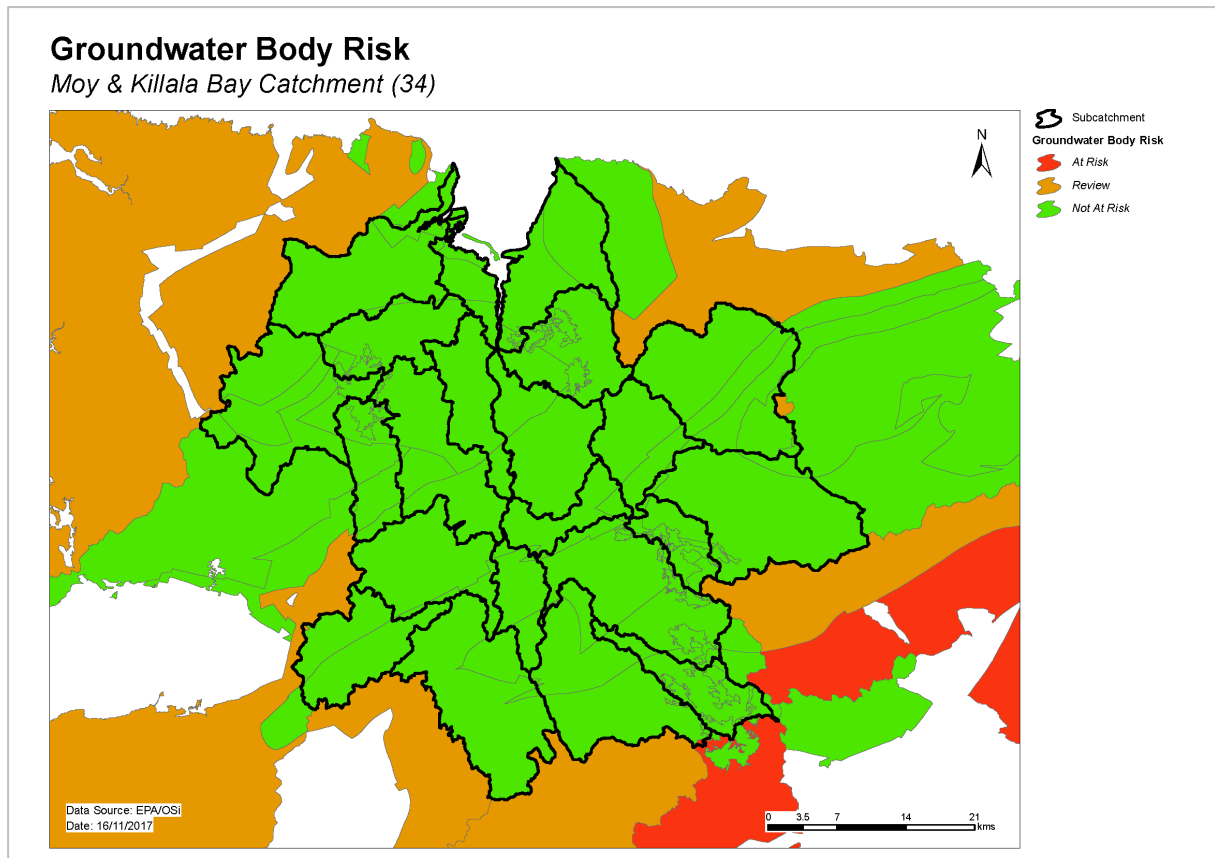 Groundwater Body Risk
Moy & Killala Bay Catchment (34)
N
Subcatchment
Groundwater Body Risk
At Risk
Review
Not At Risk
Data Source: EPA/OSi
Date: 16/11/2017
0 3.5 7 14 21
kms